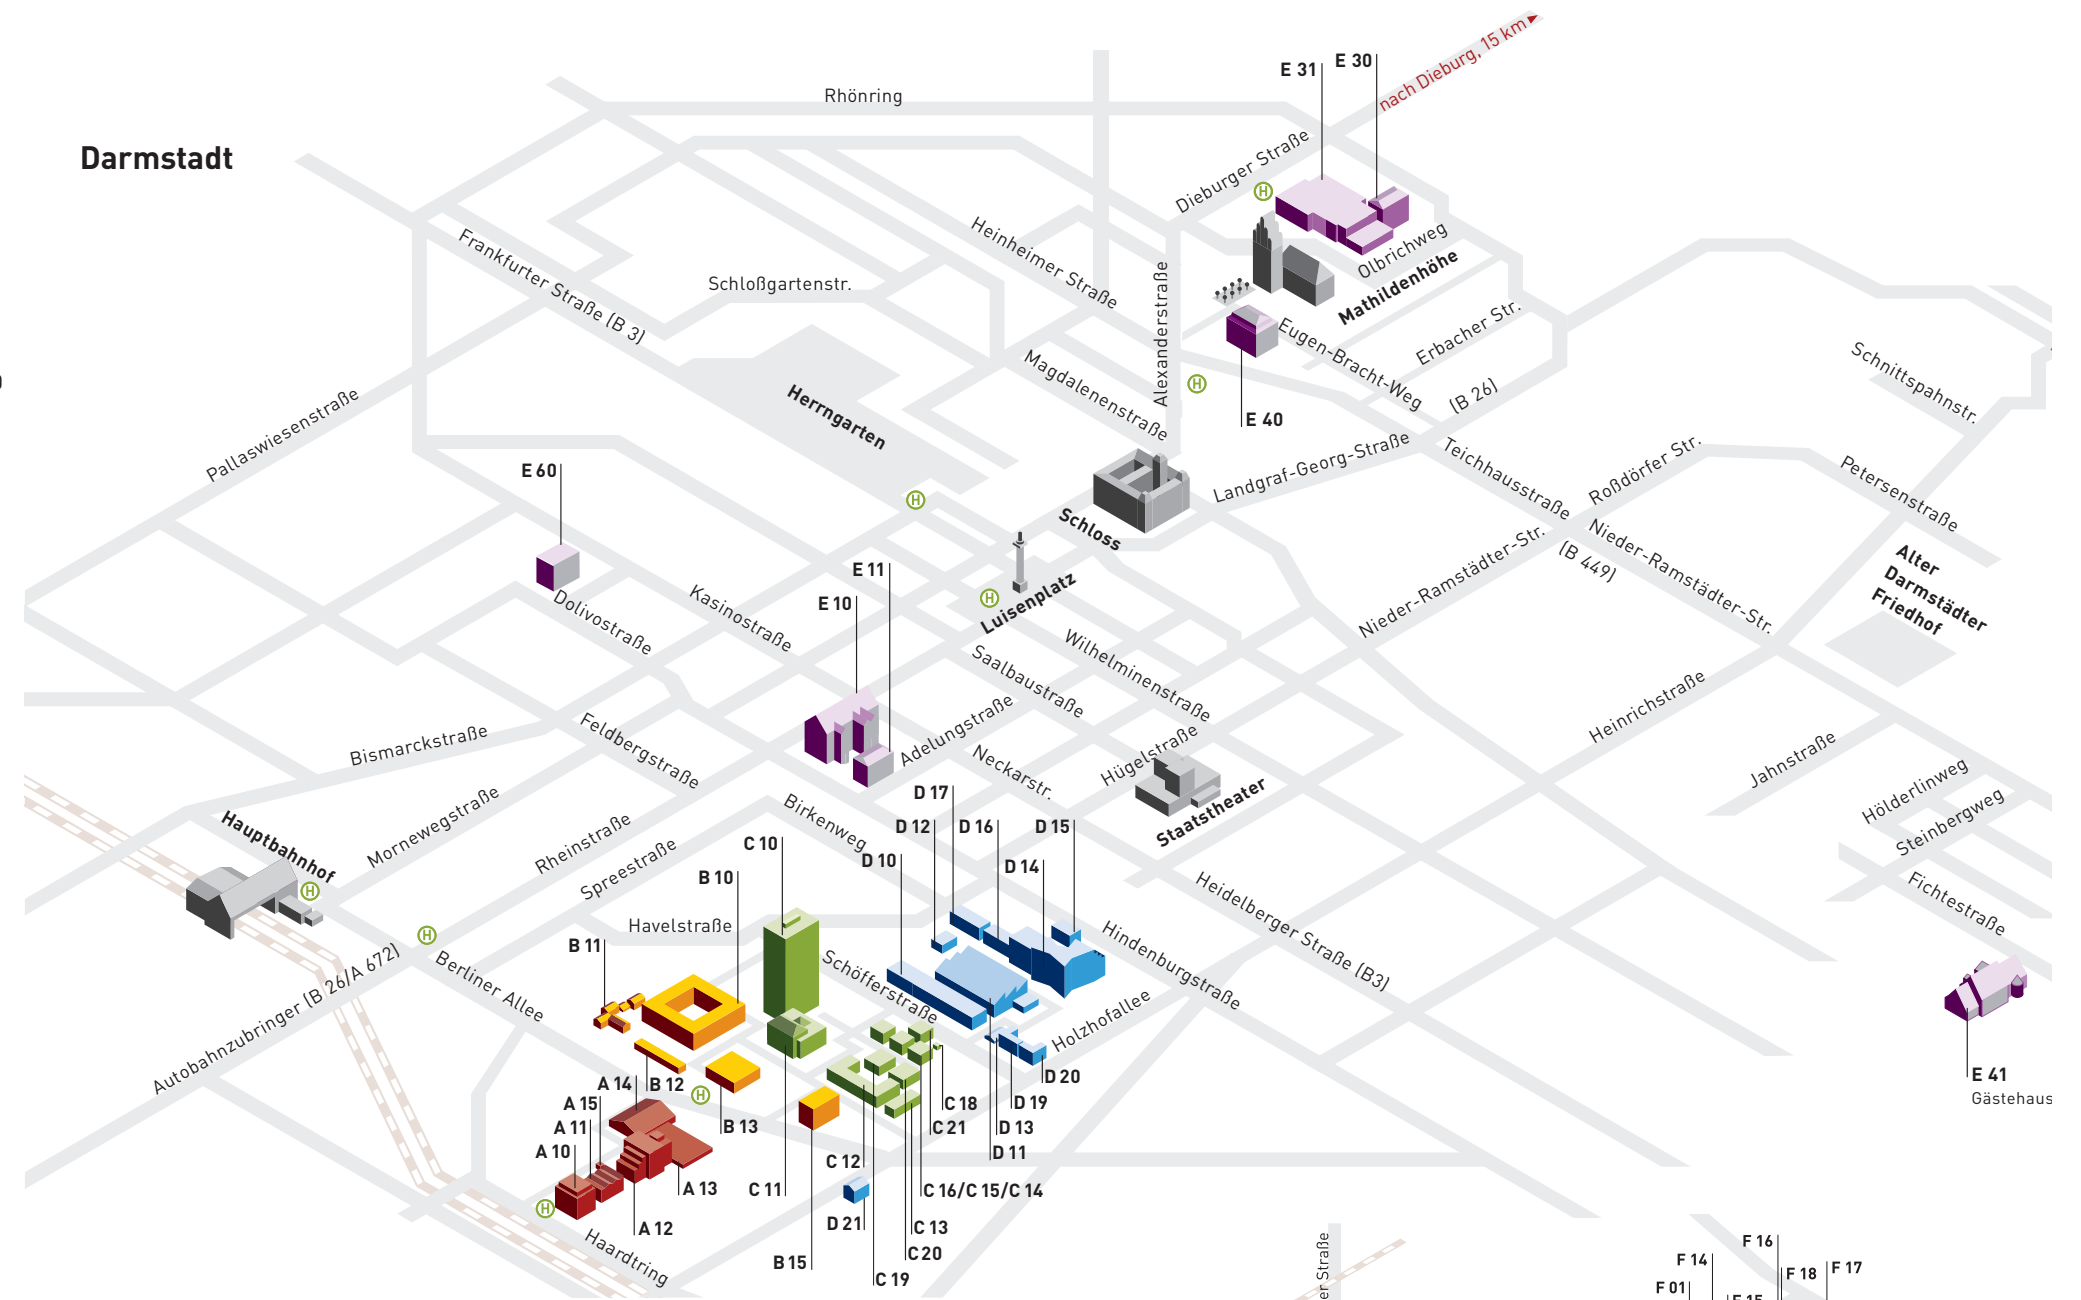 nach Dieburg, 15 km
E 31
E 30
Rhönring
Darmstadt
Dieburger Straße
Frankfurter Straße (B 3)
Heinheimer Straße
Schloßgartenstr.
Alexanderstraße
Olbrichweg
Mathildenhöhe
Eugen-Bracht-Weg
Erbacher Str.
(B 26)
E 40
Magdalenenstraße
Herrngarten
Pallaswiesenstraße
Schnittspahnstr.
Landgraf-Georg-Straße
Teichhausstraße
Roßdörfer Str.
Petersenstraße
E 60
Schloss
Nieder-Ramstädter-Str.
(B 449)
Nieder-Ramstädter-Str.
Alter
Darmstädter
Friedhof
E 11
E 10
Luisenplatz
Dolivostraße
Kasinostraße
Wilhelminenstraße
Saalbaustraße
Adelungstraße
Neckarstr.
Hügelstraße
Staatstheater
Heinrichstraße
Jahnstraße
Hölderlinweg
Steinbergweg
Fichtestraße
Bismarckstraße
Feldbergstraße
Hauptbahnhof
Mornewegstraße
Rheinstraße
Spreestraße
Birkenweg
Havelstraße
D 17
D 12
D 16
D 15
C 10
D 10
D 14
B 10
B 11
Heidelberger Straße (B3)
Hindenburgstraße
Schöfferstraße
Holzhofallee
Berliner Allee
Autobahnzubringer (B 26/A 672)
E 41
Gästehaus
A 14
B 12
A 15
A 11
A 10
B 13
C 18
C 21
D 20
D 19
D 13
D 11
C 12
A 13
C 11
C 16/C 15/C 14
A 12
D 21
C 13
C 20
B 15
C 19
Haardtring
er Straße
F 16
F 14
F 18
F 17
F 01
F 15
H
H
H
H
H
H
H
H